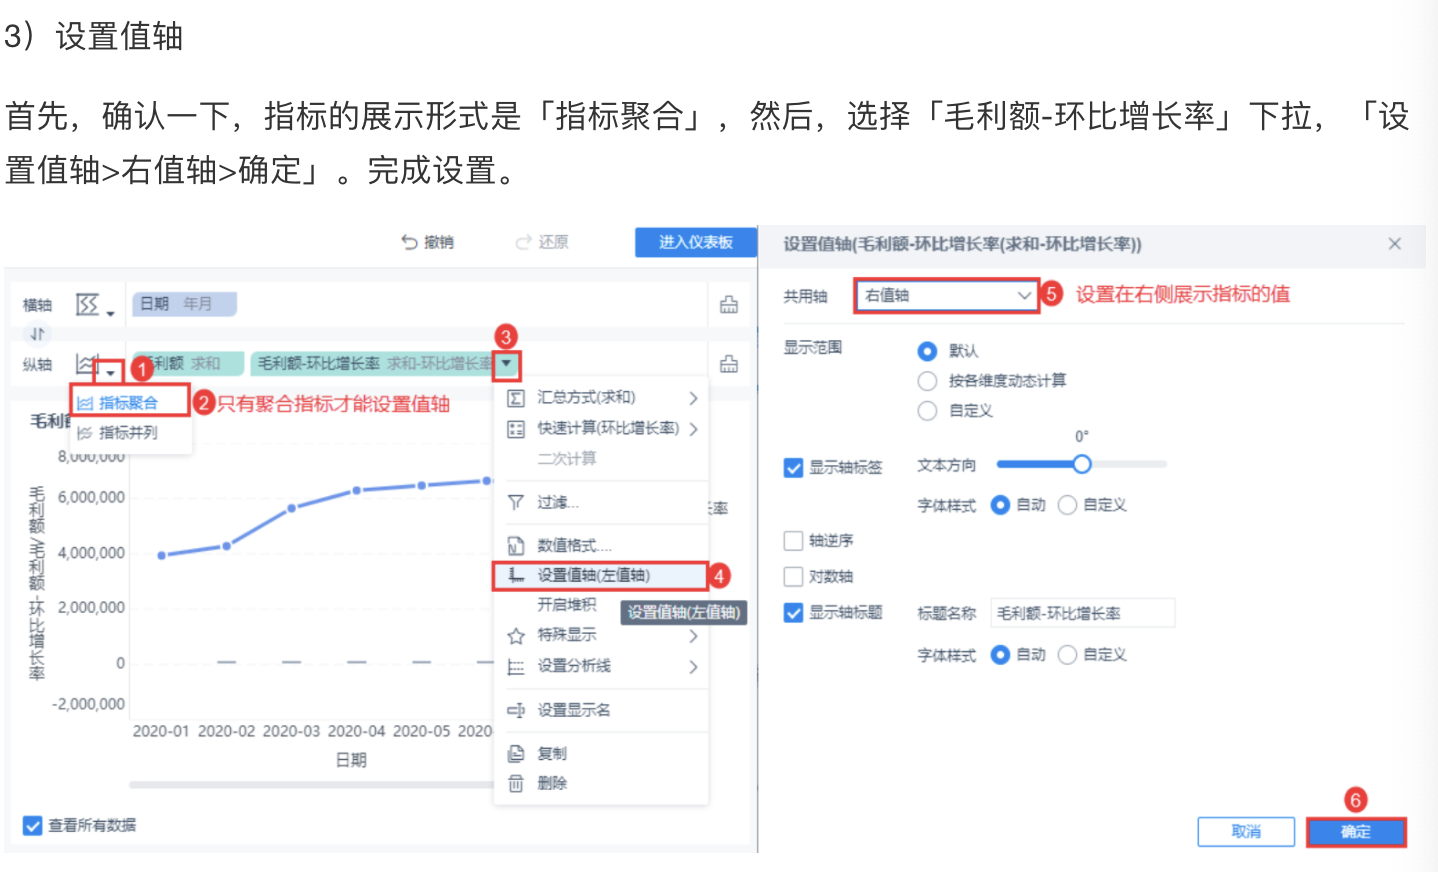 3）设置值轴
首先，确认一下，指标的展示形式是「指标聚合」，然后，选择「毛利额-环比增长率」下拉，「设
置值轴>右值轴>确定」。完成设置。
撤销 还原 进入仪表板
横轴 日期 年月
纵轴 利额 求和 毛利额-环比增长率 求和-环比增长率
1
3
指标聚合
2 只有聚合指标才能设置值轴
指标并列
毛利
8,000,000
6,000,000
4,000,000
2,000,000
0
-2,000,000
毛利额/毛利额-环比增长率
2020-01 2020-02 2020-03 2020-04 2020-05 2020-
日期
率
查看所有数据
汇总方式(求和)
快速计算(环比增长率)
二次计算
过滤...
数值格式....
设置值轴(左值轴)
4
开启堆积
设置值轴(左值轴)
特殊显示
设置分析线
设置显示名
复制
删除
设置值轴(毛利额-环比增长率(求和-环比增长率))
共用轴 右值轴 5 设置在右侧展示指标的值
显示范围 默认
按各维度动态计算
自定义
0°
显示轴标签 文本方向
字体样式 自动 自定义
轴逆序
对数轴
显示轴标题 标题名称 毛利额-环比增长率
字体样式 自动 自定义
6
取消 确定